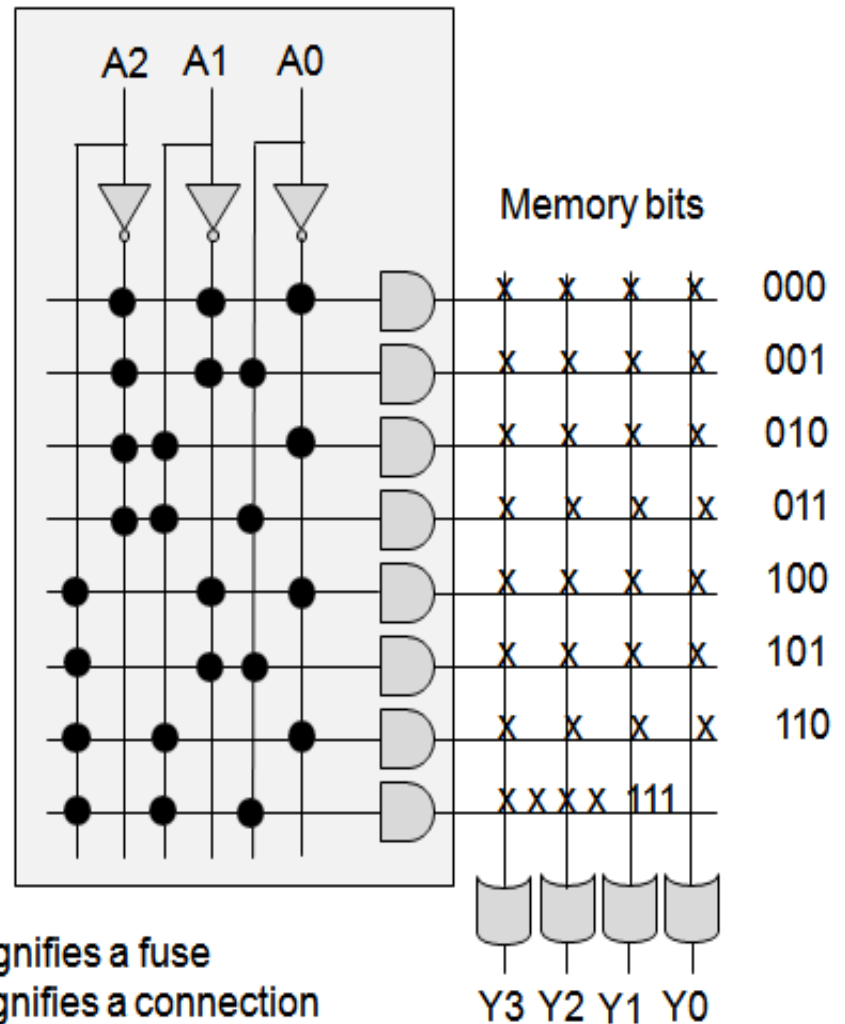 A2 A1 A0
Memory bits
X X X X 000
X X X X 001
X X X X 010
X X X X 011
X X X X 100
X X X X 101
X X X X 110
X X X X 111
gnifies a fuse
gnifies a connection
Y3 Y2 Y1 Y0